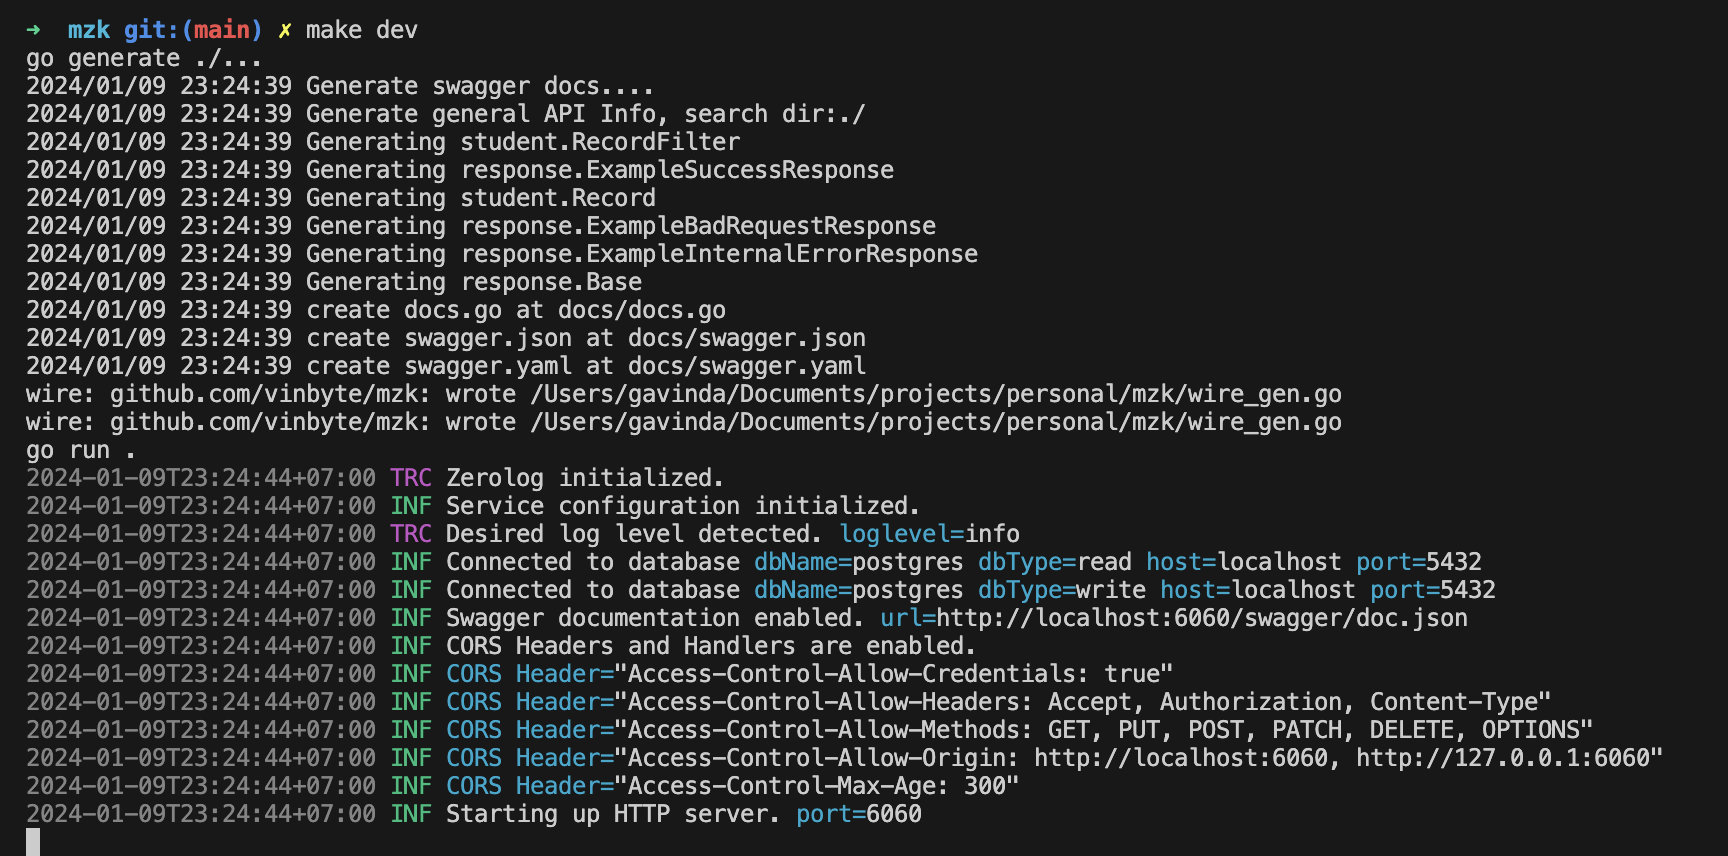 ➜  mzk git:(main) ✗ make dev
go generate ./...
2024/01/09 23:24:39 Generate swagger docs....
2024/01/09 23:24:39 Generate general API Info, search dir:./
2024/01/09 23:24:39 Generating student.RecordFilter
2024/01/09 23:24:39 Generating response.ExampleSuccessResponse
2024/01/09 23:24:39 Generating student.Record
2024/01/09 23:24:39 Generating response.ExampleBadRequestResponse
2024/01/09 23:24:39 Generating response.ExampleInternalErrorResponse
2024/01/09 23:24:39 Generating response.Base
2024/01/09 23:24:39 create docs.go at docs/docs.go
2024/01/09 23:24:39 create swagger.json at docs/swagger.json
2024/01/09 23:24:39 create swagger.yaml at docs/swagger.yaml
wire: github.com/vinbyte/mzk: wrote /Users/gavinda/Documents/projects/personal/mzk/wire_gen.go
wire: github.com/vinbyte/mzk: wrote /Users/gavinda/Documents/projects/personal/mzk/wire_gen.go
go run .
2024-01-09T23:24:44+07:00 TRC Zerolog initialized.
2024-01-09T23:24:44+07:00 INF Service configuration initialized.
2024-01-09T23:24:44+07:00 TRC Desired log level detected. loglevel=info
2024-01-09T23:24:44+07:00 INF Connected to database dbName=postgres dbType=read host=localhost port=5432
2024-01-09T23:24:44+07:00 INF Connected to database dbName=postgres dbType=write host=localhost port=5432
2024-01-09T23:24:44+07:00 INF Swagger documentation enabled. url=http://localhost:6060/swagger/doc.json
2024-01-09T23:24:44+07:00 INF CORS Headers and Handlers are enabled.
2024-01-09T23:24:44+07:00 INF CORS Header="Access-Control-Allow-Credentials: true"
2024-01-09T23:24:44+07:00 INF CORS Header="Access-Control-Allow-Headers: Accept, Authorization, Content-Type"
2024-01-09T23:24:44+07:00 INF CORS Header="Access-Control-Allow-Methods: GET, PUT, POST, PATCH, DELETE, OPTIONS"
2024-01-09T23:24:44+07:00 INF CORS Header="Access-Control-Allow-Origin: http://localhost:6060, http://127.0.0.1:6060"
2024-01-09T23:24:44+07:00 INF CORS Header="Access-Control-Max-Age: 300"
2024-01-09T23:24:44+07:00 INF Starting up HTTP server. port=6060